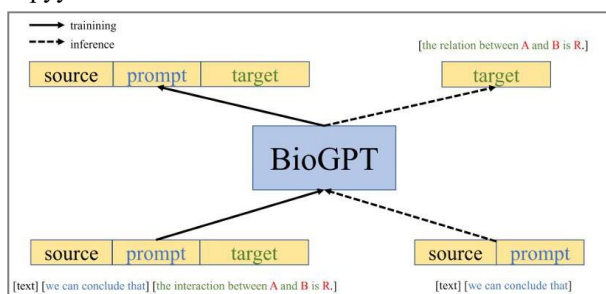 trainining
inference
[the relation between A and B is R.]
source prompt target
target
BioGPT
source prompt target
source prompt
[text] [we can conclude that] [the interaction between A and B is R.]
[text] [we can conclude that]